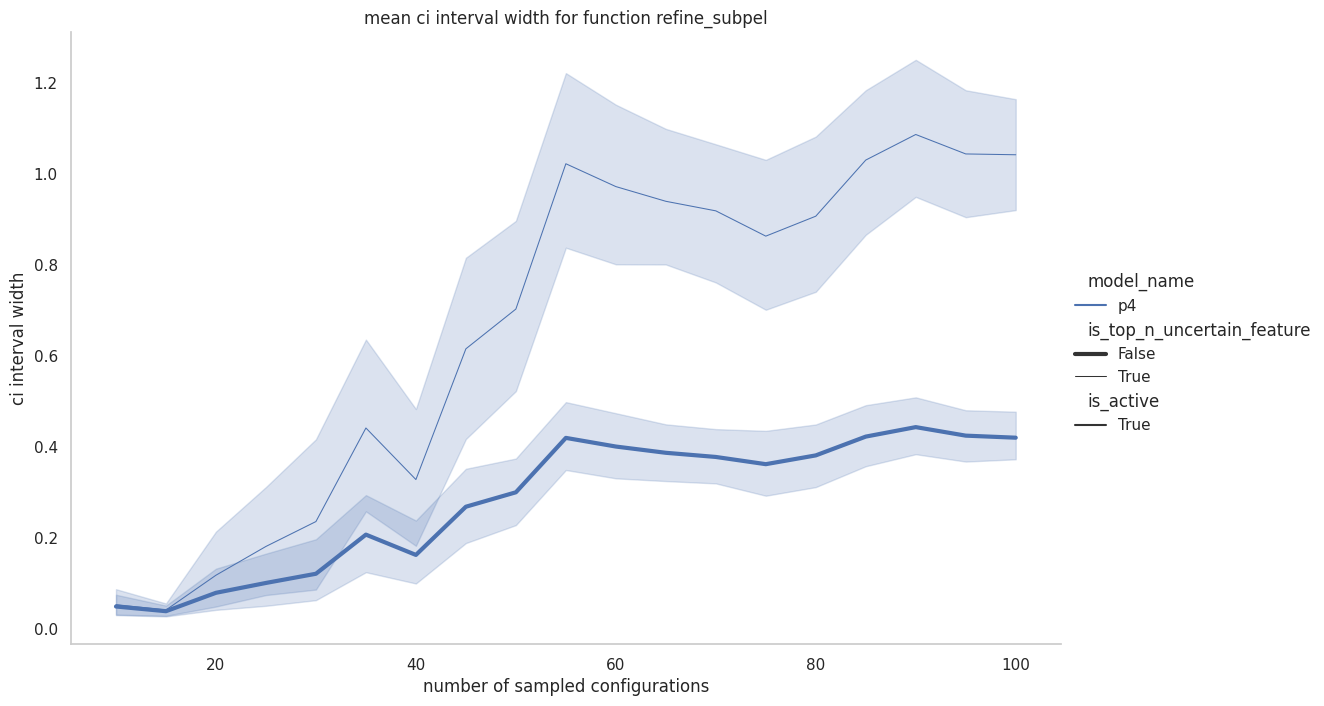 mean ci interval width for function refine_subpel
1.2
1.0
0.8
0.6
0.4
0.2
0.0
ci interval width
20
40
60
80
100
number of sampled configurations
model_name
p4
is_top_n_uncertain_feature
False
True
is_active
True